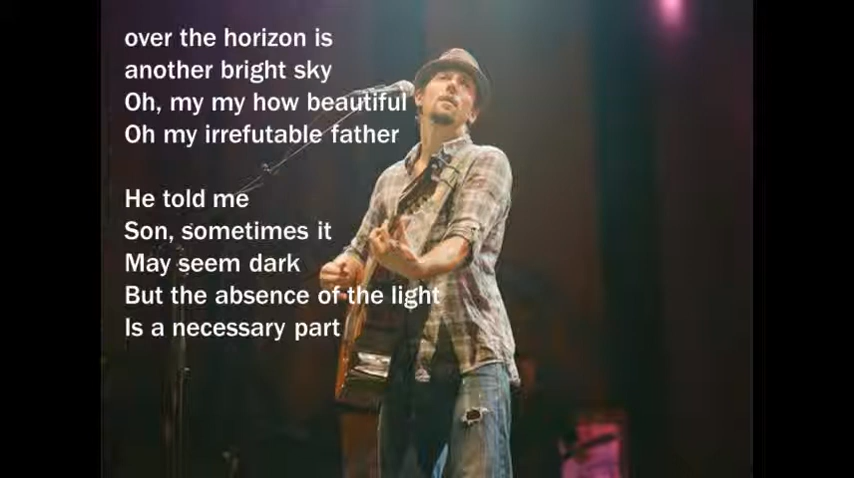 over the horizon is
another bright sky
Oh, my my how beautiful
Oh my irrefutable father
He told me
Son, sometimes it
May seem dark
But the absence of the light
Is a necessary part